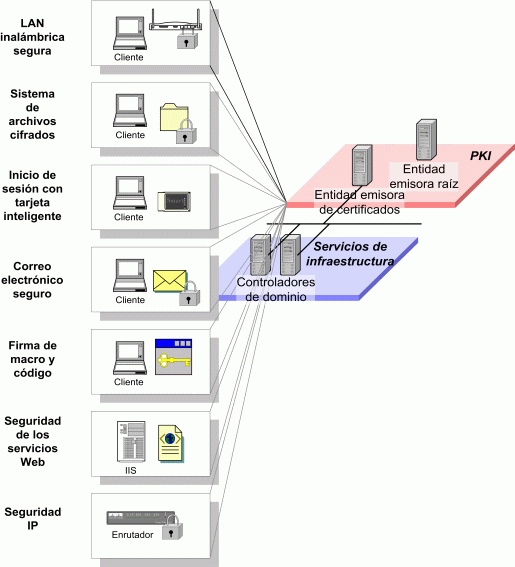 LAN
inalámbrica
segura
Cliente
Sistema
de
archivos
cifrados
Cliente
Inicio de
sesión con
tarjeta
inteligente
Cliente
Correo
electrónico
seguro
Cliente
Firma de
macro y
código
Cliente
Seguridad
de los
servicios
Web
IIS
Seguridad
IP
Enrutador
PKI
Entidad
emisora raíz
Entidad emisora
de certificados
Servicios de
infraestructura
Controladores
de dominio